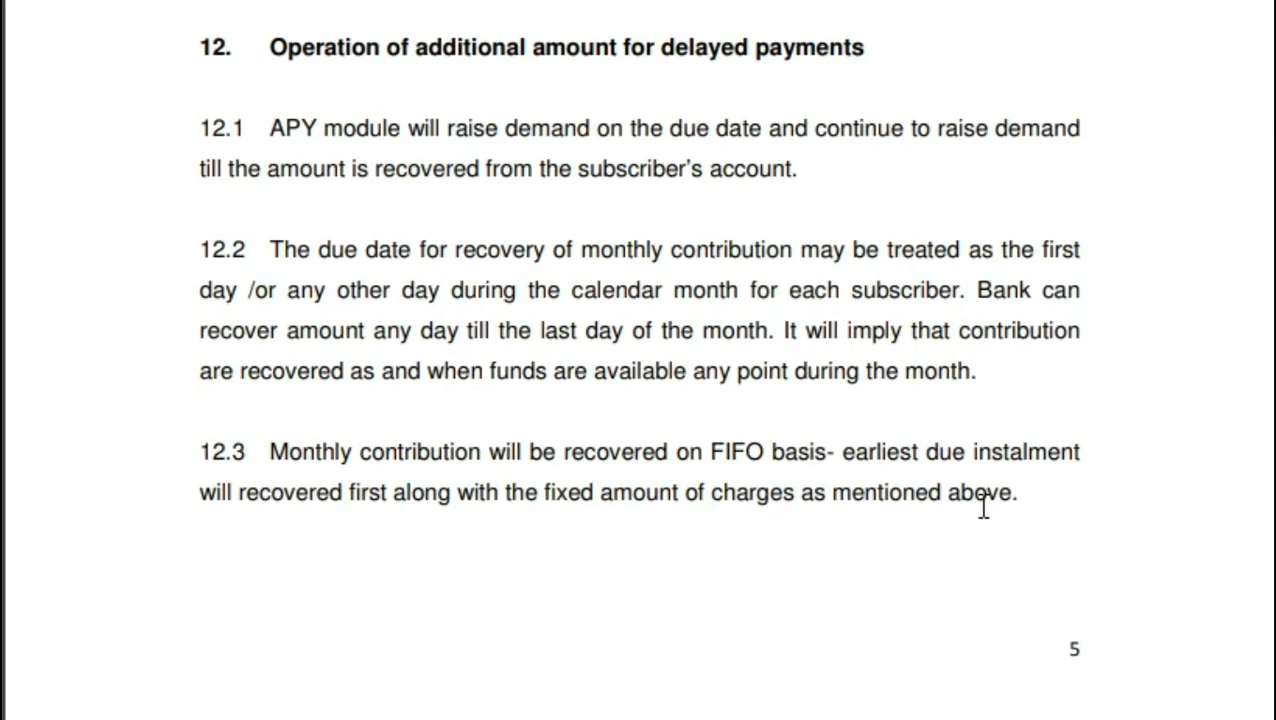 12. Operation of additional amount for delayed payments
12.1 APY module will raise demand on the due date and continue to raise demand
till the amount is recovered from the subscriber's account.
12.2 The due date for recovery of monthly contribution may be treated as the first
day /or any other day during the calendar month for each subscriber. Bank can
recover amount any day till the last day of the month. It will imply that contribution
are recovered as and when funds are available any point during the month.
12.3 Monthly contribution will be recovered on FIFO basis- earliest due instalment
will recovered first along with the fixed amount of charges as mentioned above.
5